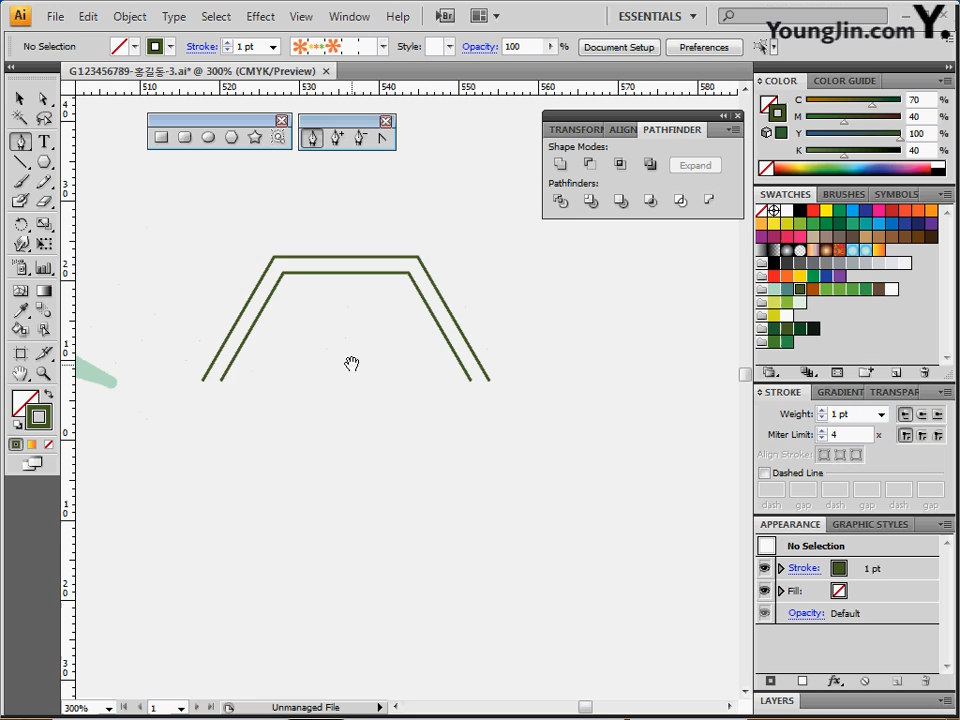 Ai File Edit Object Type Select Effect View Window Help Br ESSENTIALS
Younglin.com Y.
No Selection Stroke: 1 pt Style: Opacity: 100 % Document Setup Preferences
G123456789-홍길동-3.ai* @ 300% (CMYK/Preview)
510 520 530 540 550 560 570 580
TRANSFORM ALIGN PATHFINDER
Shape Modes:
Expand
Pathfinders:
COLOR COLOR GUIDE
C 70 %
M 40 %
Y 100 %
K 40 %
SWATCHES BRUSHES SYMBOLS
STROKE GRADIENT TRANSPAR
Weight: 1 pt
Miter Limit: 4 x
Align Stroke:
Dashed Line
dash gap dash gap dash gap
APPEARANCE GRAPHIC STYLES
No Selection
Stroke: 1 pt
Fill:
Opacity: Default
LAYERS
300% 1 Unmanaged File